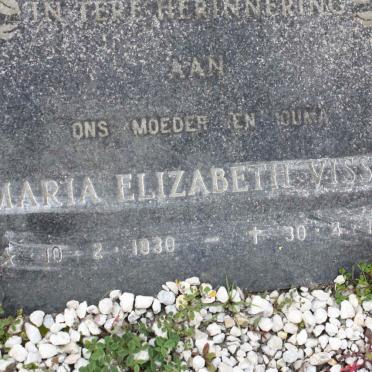 IN TERE HERINNERING
AAN
ONS MOEDER EN OUMA
MARIA ELIZABETH VISS
* 10 · 2 · 1930 — † 30 · 4 ·